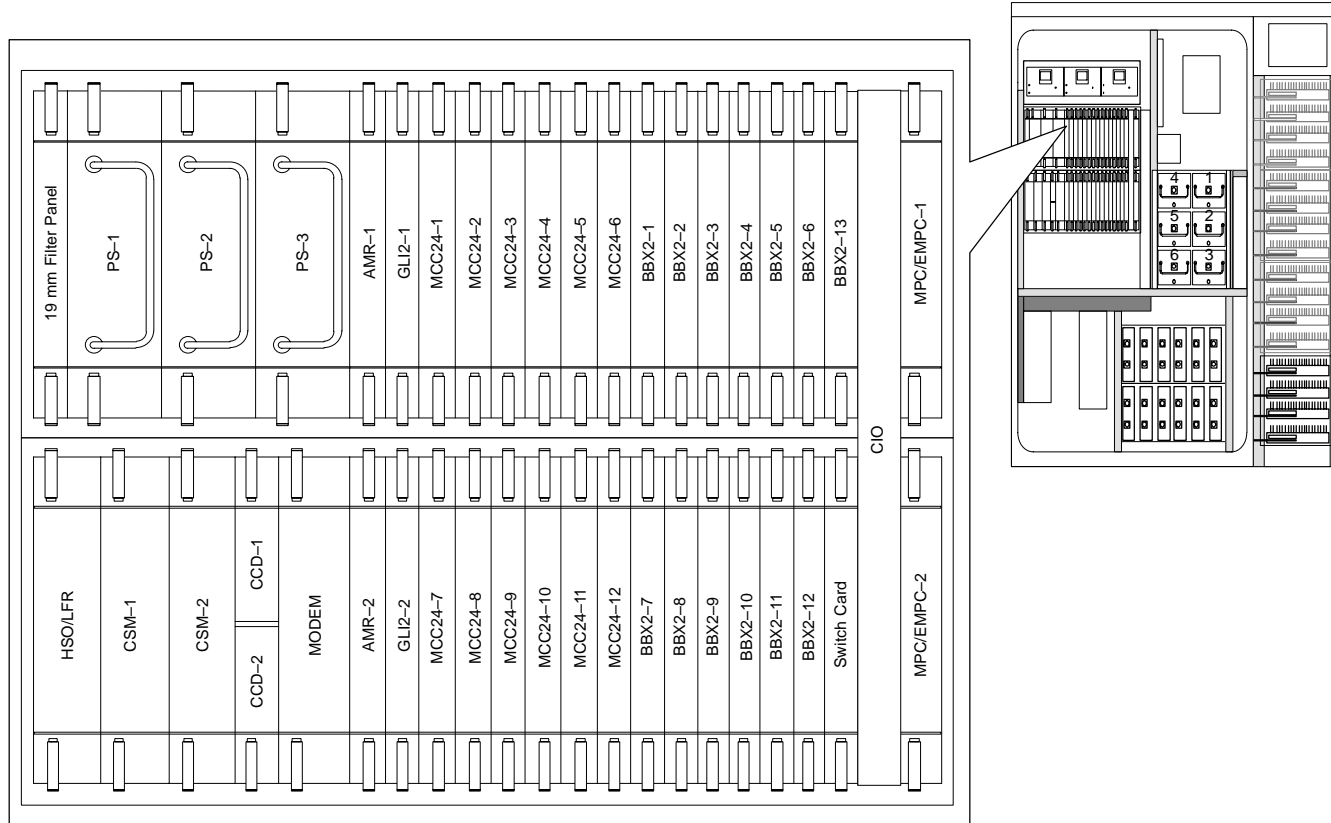 19 mm Filter Panel
PS–1
PS–2
PS–3
AMR–1
GLI2–1
MCC24–1
MCC24–2
MCC24–3
MCC24–4
MCC24–5
MCC24–6
BBX2–1
BBX2–2
BBX2–3
BBX2–4
BBX2–5
BBX2–6
BBX2–13
CIO
MPC/EMPC–1
HSO/LFR
CSM–1
CSM–2
CCD–2
CCD–1
MODEM
AMR–2
GLI2–2
MCC24–7
MCC24–8
MCC24–9
MCC24–10
MCC24–11
MCC24–12
BBX2–7
BBX2–8
BBX2–9
BBX2–10
BBX2–11
BBX2–12
Switch Card
MPC/EMPC–2
4 1
5 2
6 3